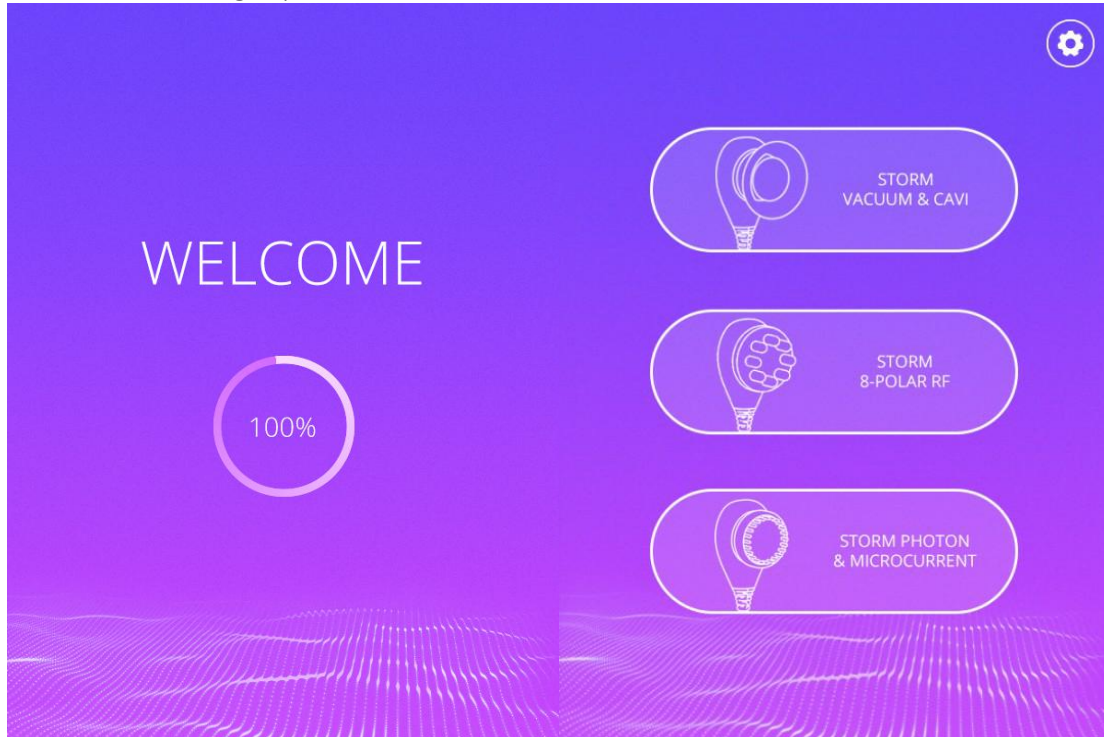 WELCOME
100%
STORM
VACUUM & CAVI
STORM
8-POLAR RF
STORM PHOTON
& MICROCURRENT